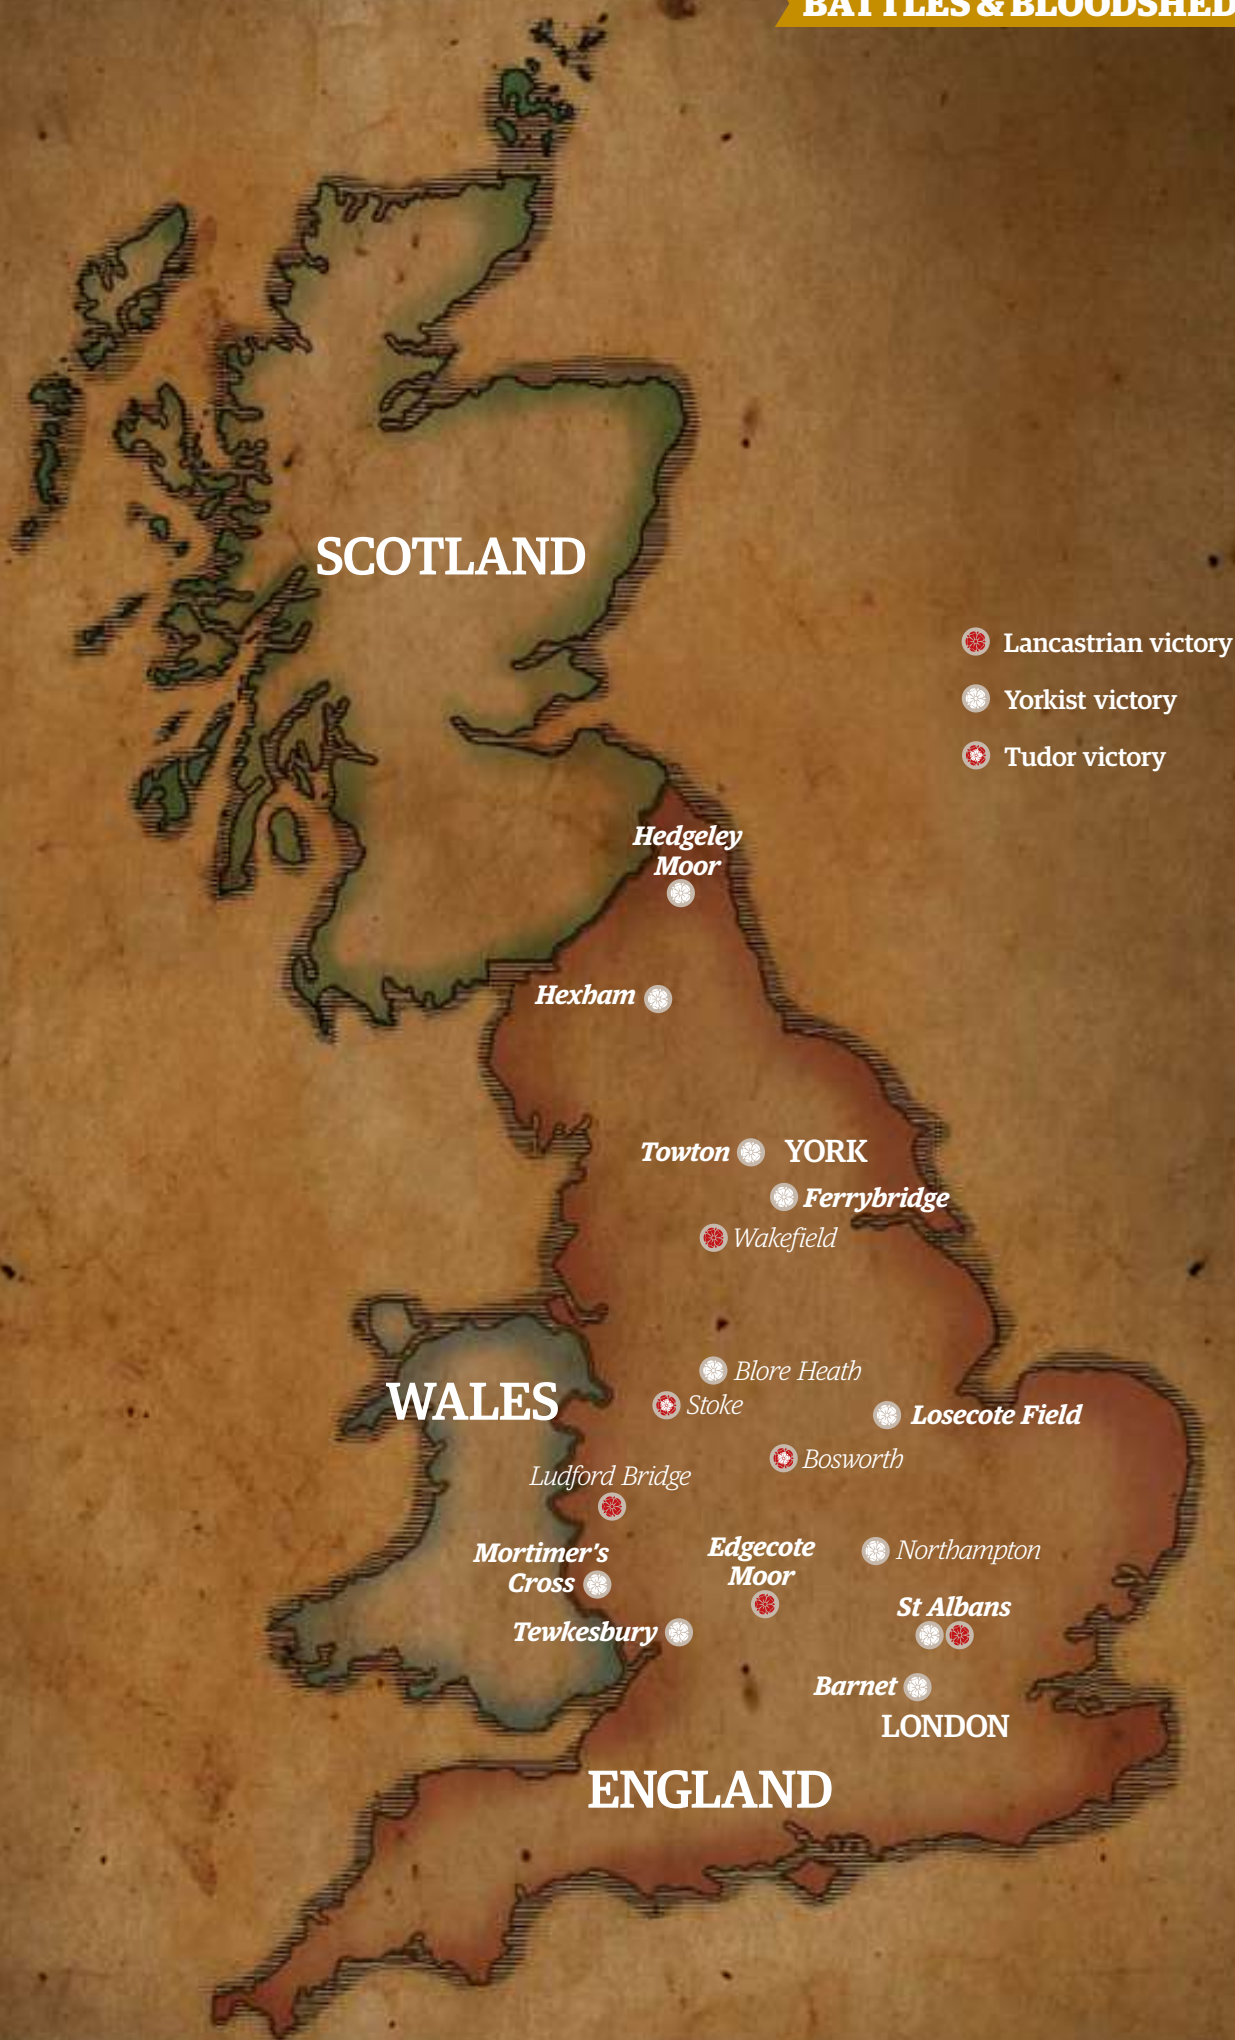 BATTLES & BLOODSHED
SCOTLAND
Lancastrian victory
Yorkist victory
Tudor victory
Hedgeley
Moor
Hexham
Towton
YORK
Ferrybridge
Wakefield
Blore Heath
WALES
Stoke
Losecote Field
Bosworth
Ludford Bridge
Mortimer's
Cross
Edgecote
Moor
Northampton
St Albans
Tewkesbury
Barnet
LONDON
ENGLAND